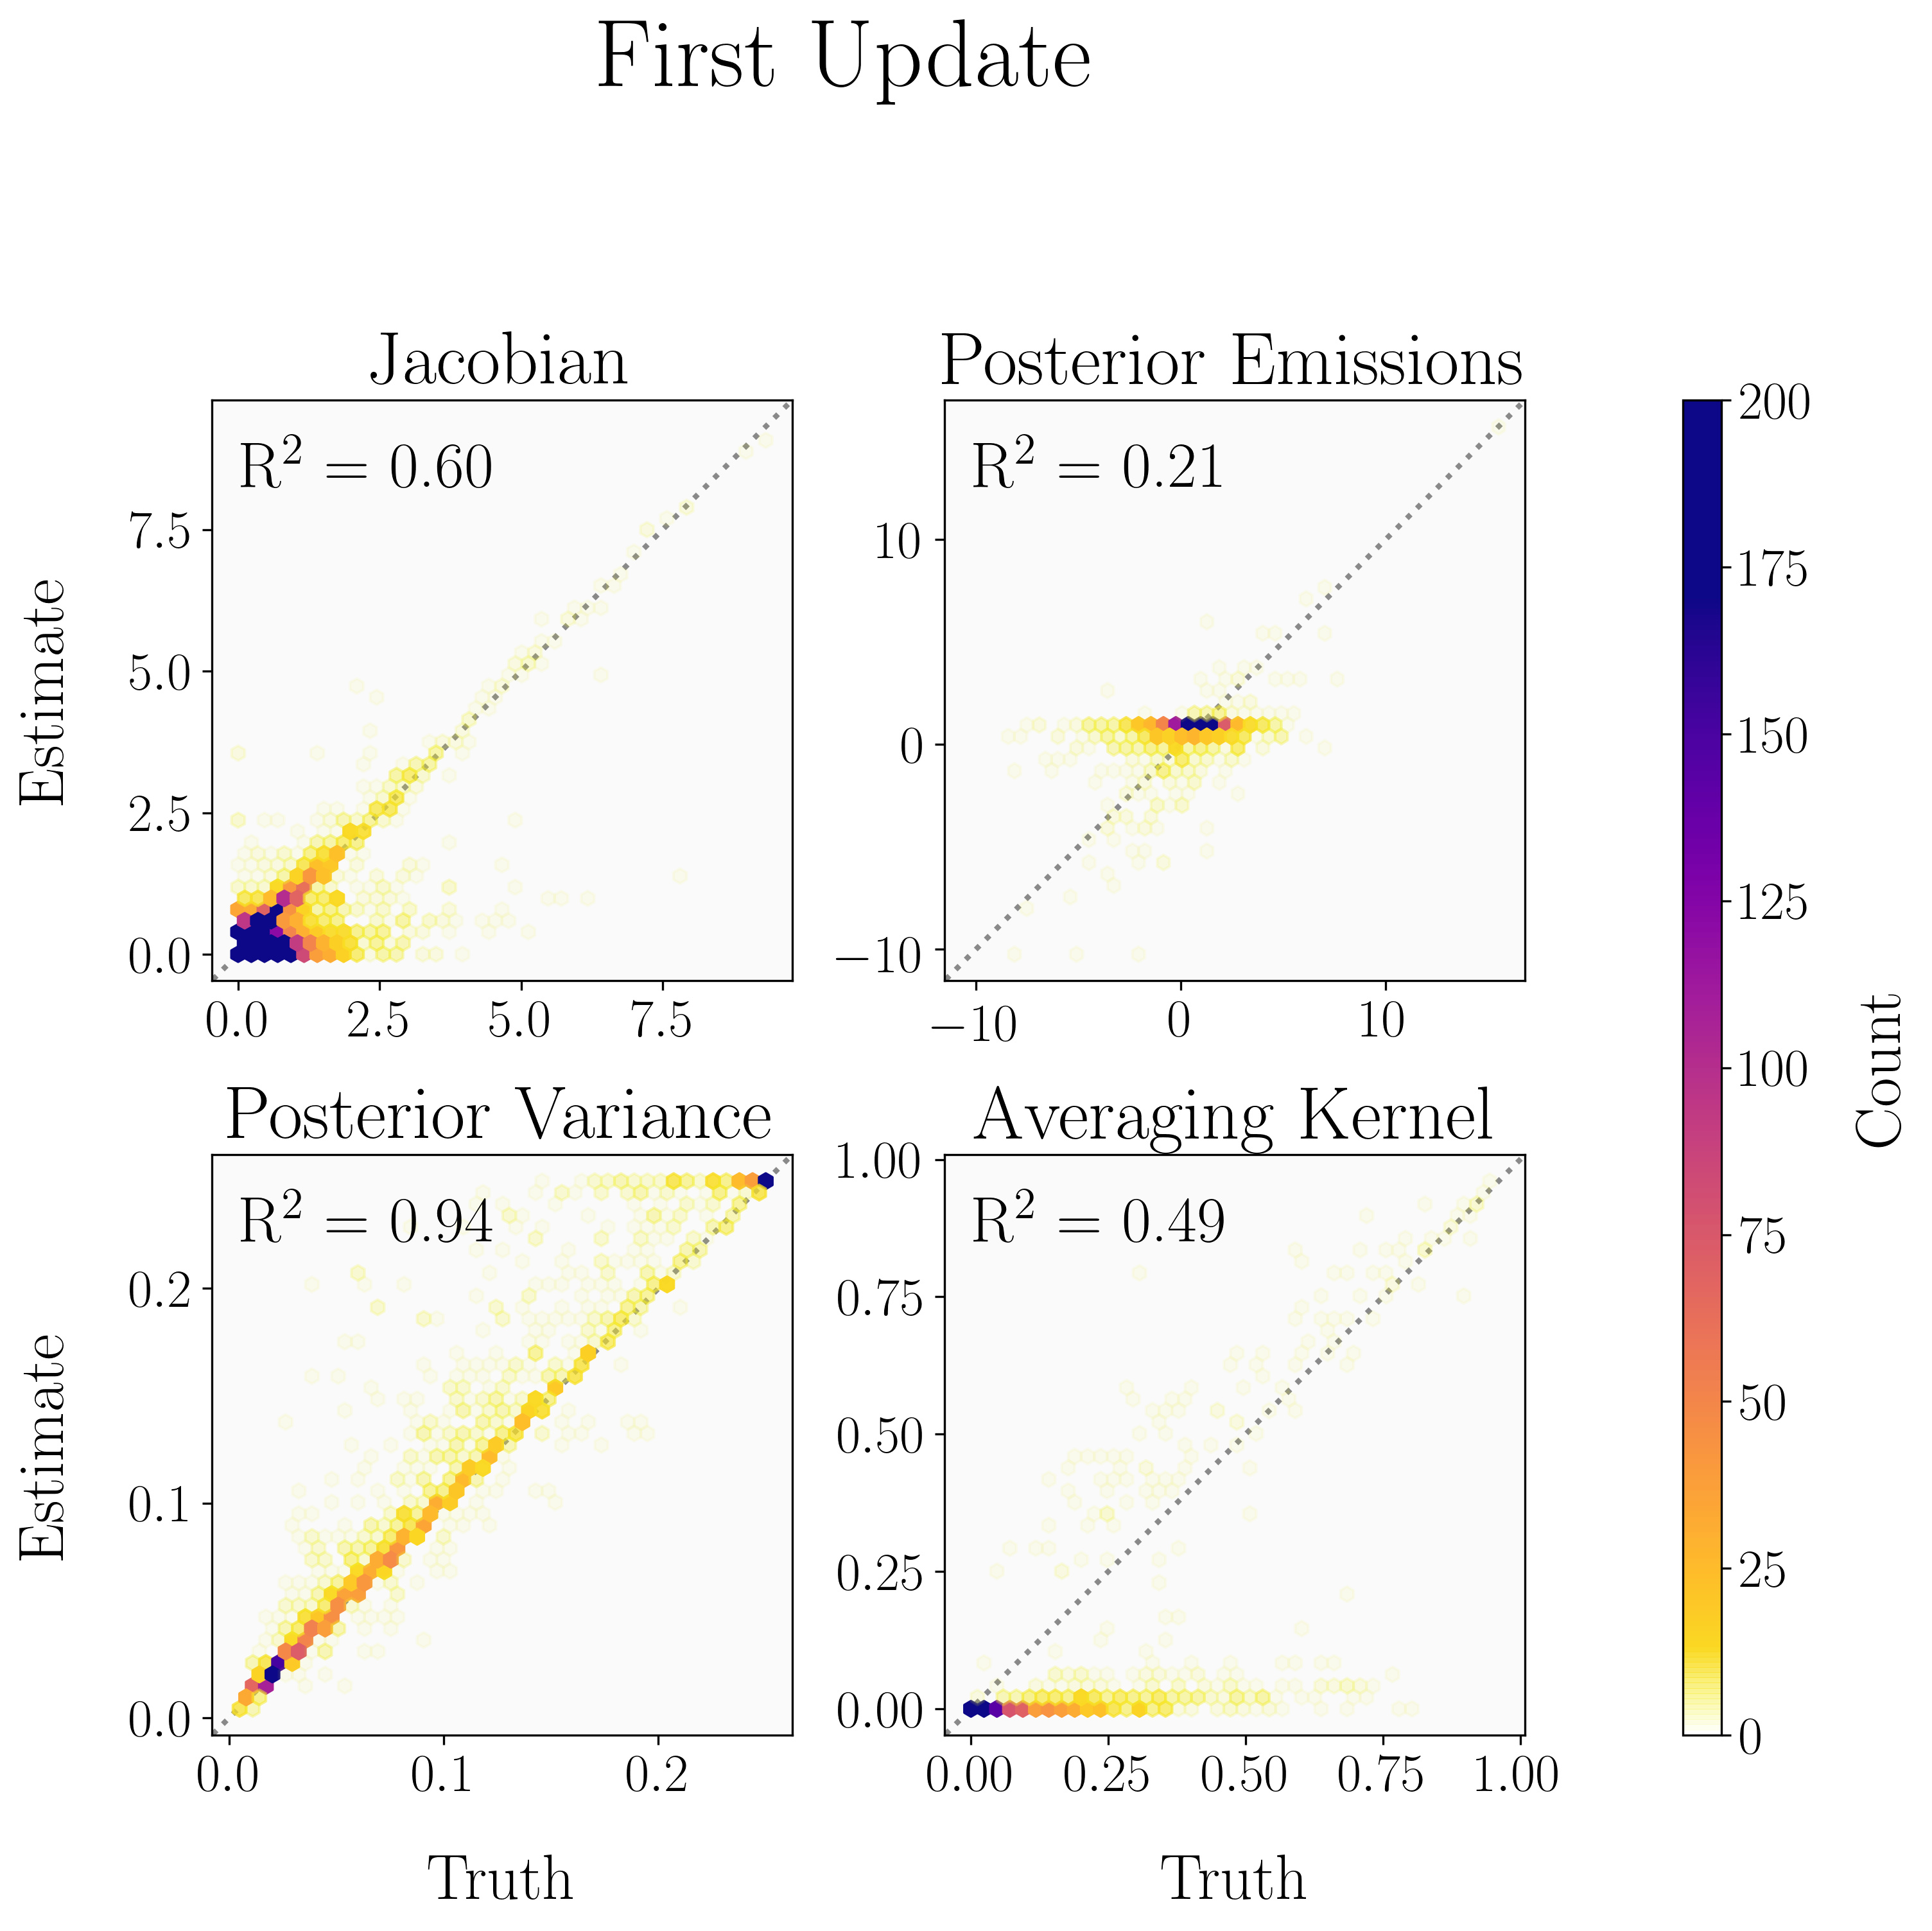 First Update
Jacobian
R² = 0.60
Estimate
7.5
5.0
2.5
0.0
0.0 2.5 5.0 7.5
Posterior Emissions
R² = 0.21
10
0
−10
−10 0 10
Posterior Variance
R² = 0.94
Estimate
0.2
0.1
0.0
0.0 0.1 0.2
Truth
Averaging Kernel
R² = 0.49
1.00
0.75
0.50
0.25
0.00
0.00 0.25 0.50 0.75 1.00
Truth
200
175
150
125
100
75
50
25
0
Count